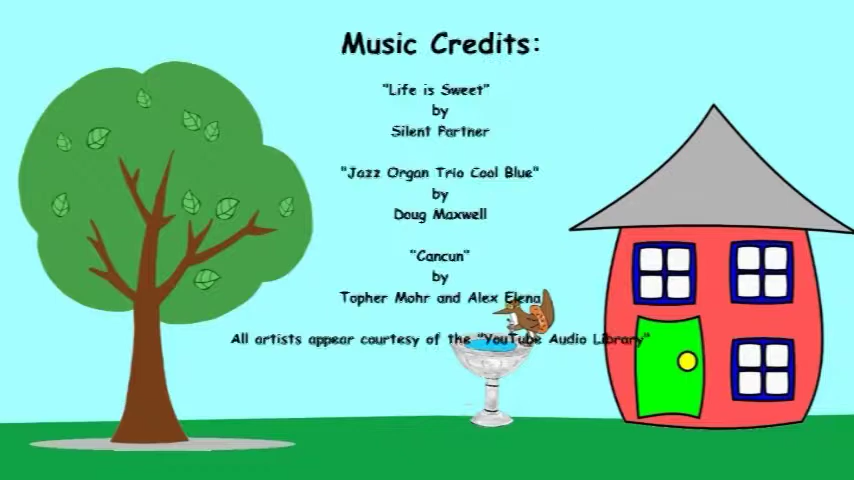 Music Credits:
"Life is Sweet"
by
Silent Partner
"Jazz Organ Trio Cool Blue"
by
Doug Maxwell
"Cancun"
by
Topher Mohr and Alex Elena
All artists appear courtesy of the "YouTube Audio Library"